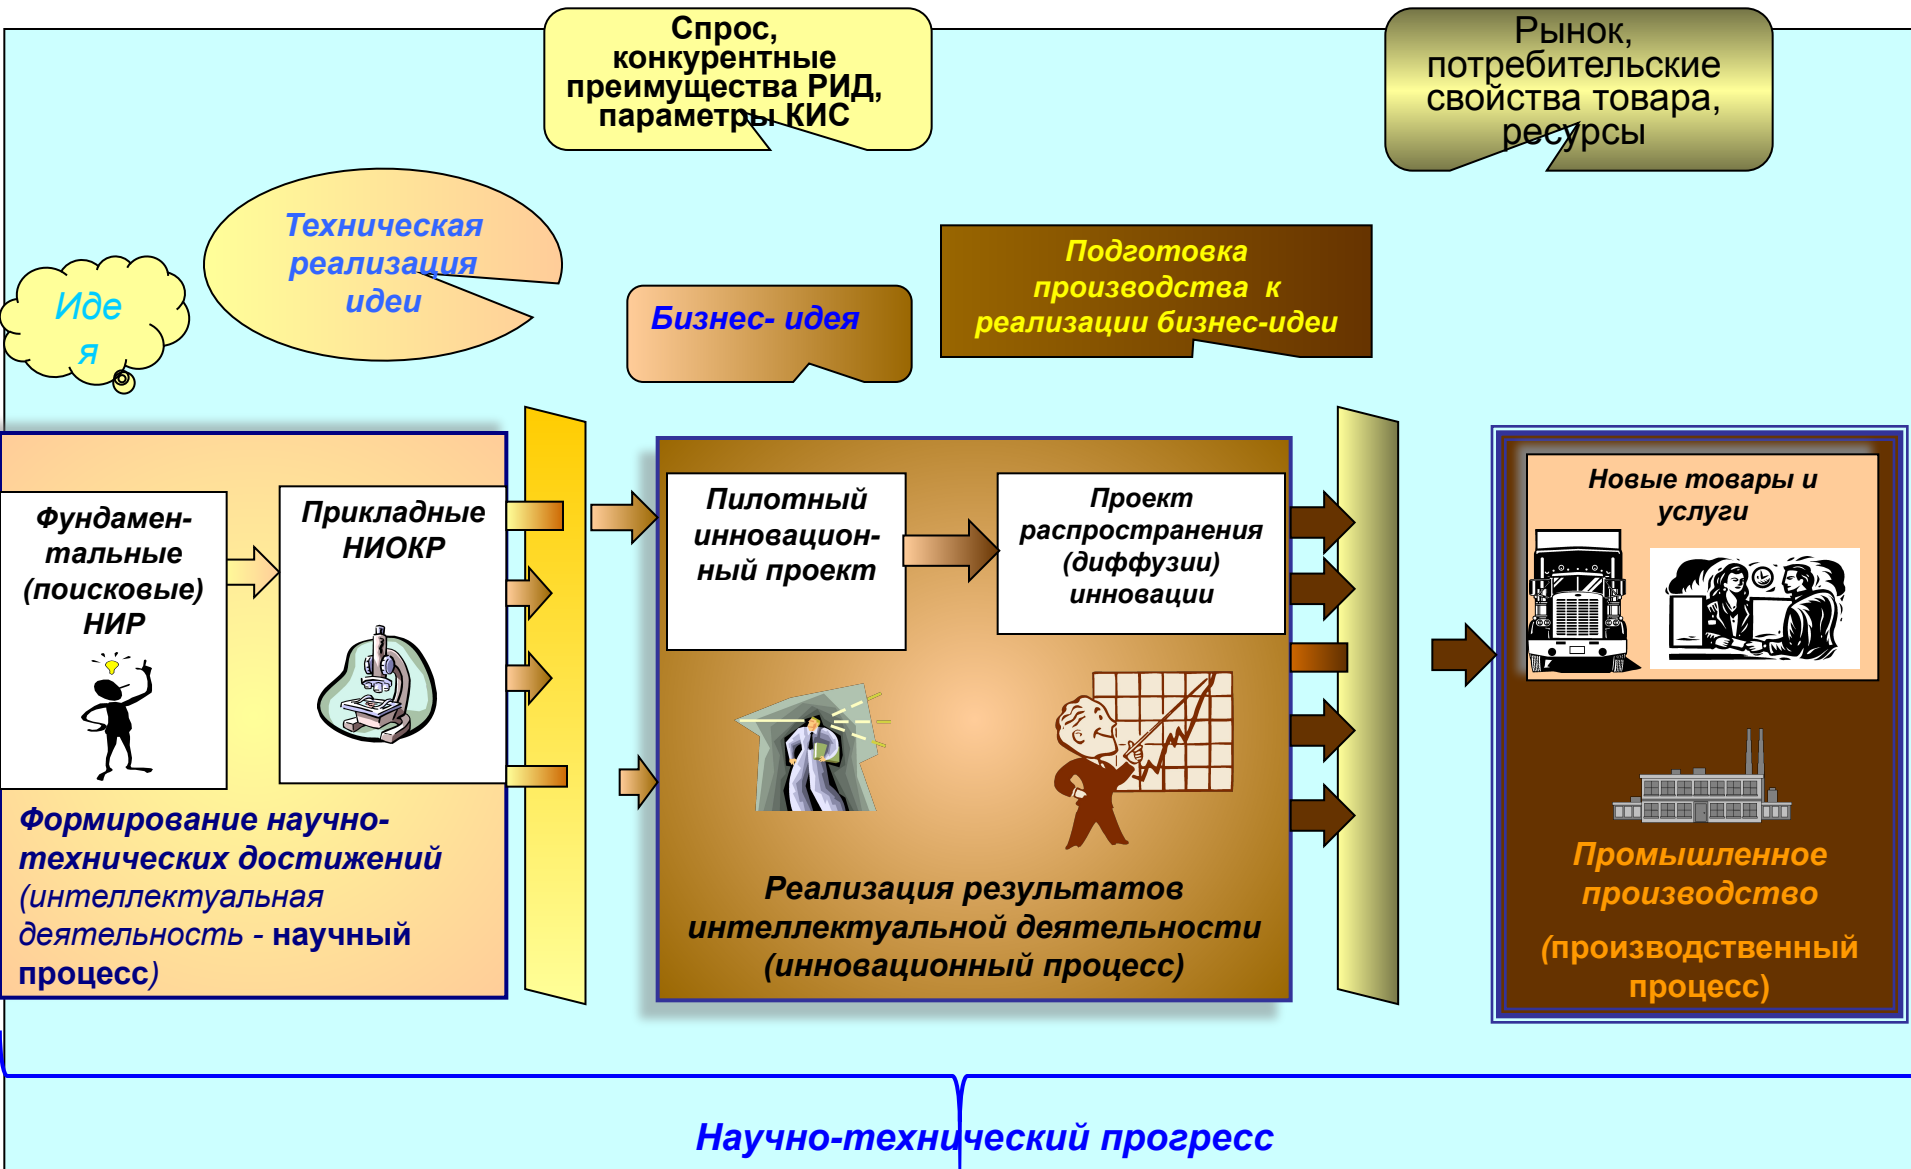 Спрос,
конкурентные
преимущества РИД,
параметры КИС
Рынок,
потребительские
свойства товара,
ресурсы
Техническая
реализация
идеи
Иде
я
Бизнес- идея
Подготовка
производства к
реализации бизнес-идеи
Фундамен-
тальные
(поисковые)
НИР
Прикладные
НИОКР
Формирование научно-
технических достижений
(интеллектуальная
деятельность - научный
процесс)
Пилотный
инновацион-
ный проект
Проект
распространения
(диффузии)
инновации
Реализация результатов
интеллектуальной деятельности
(инновационный процесс)
Новые товары и
услуги
Промышленное
производство
(производственный
процесс)
Научно-технический прогресс